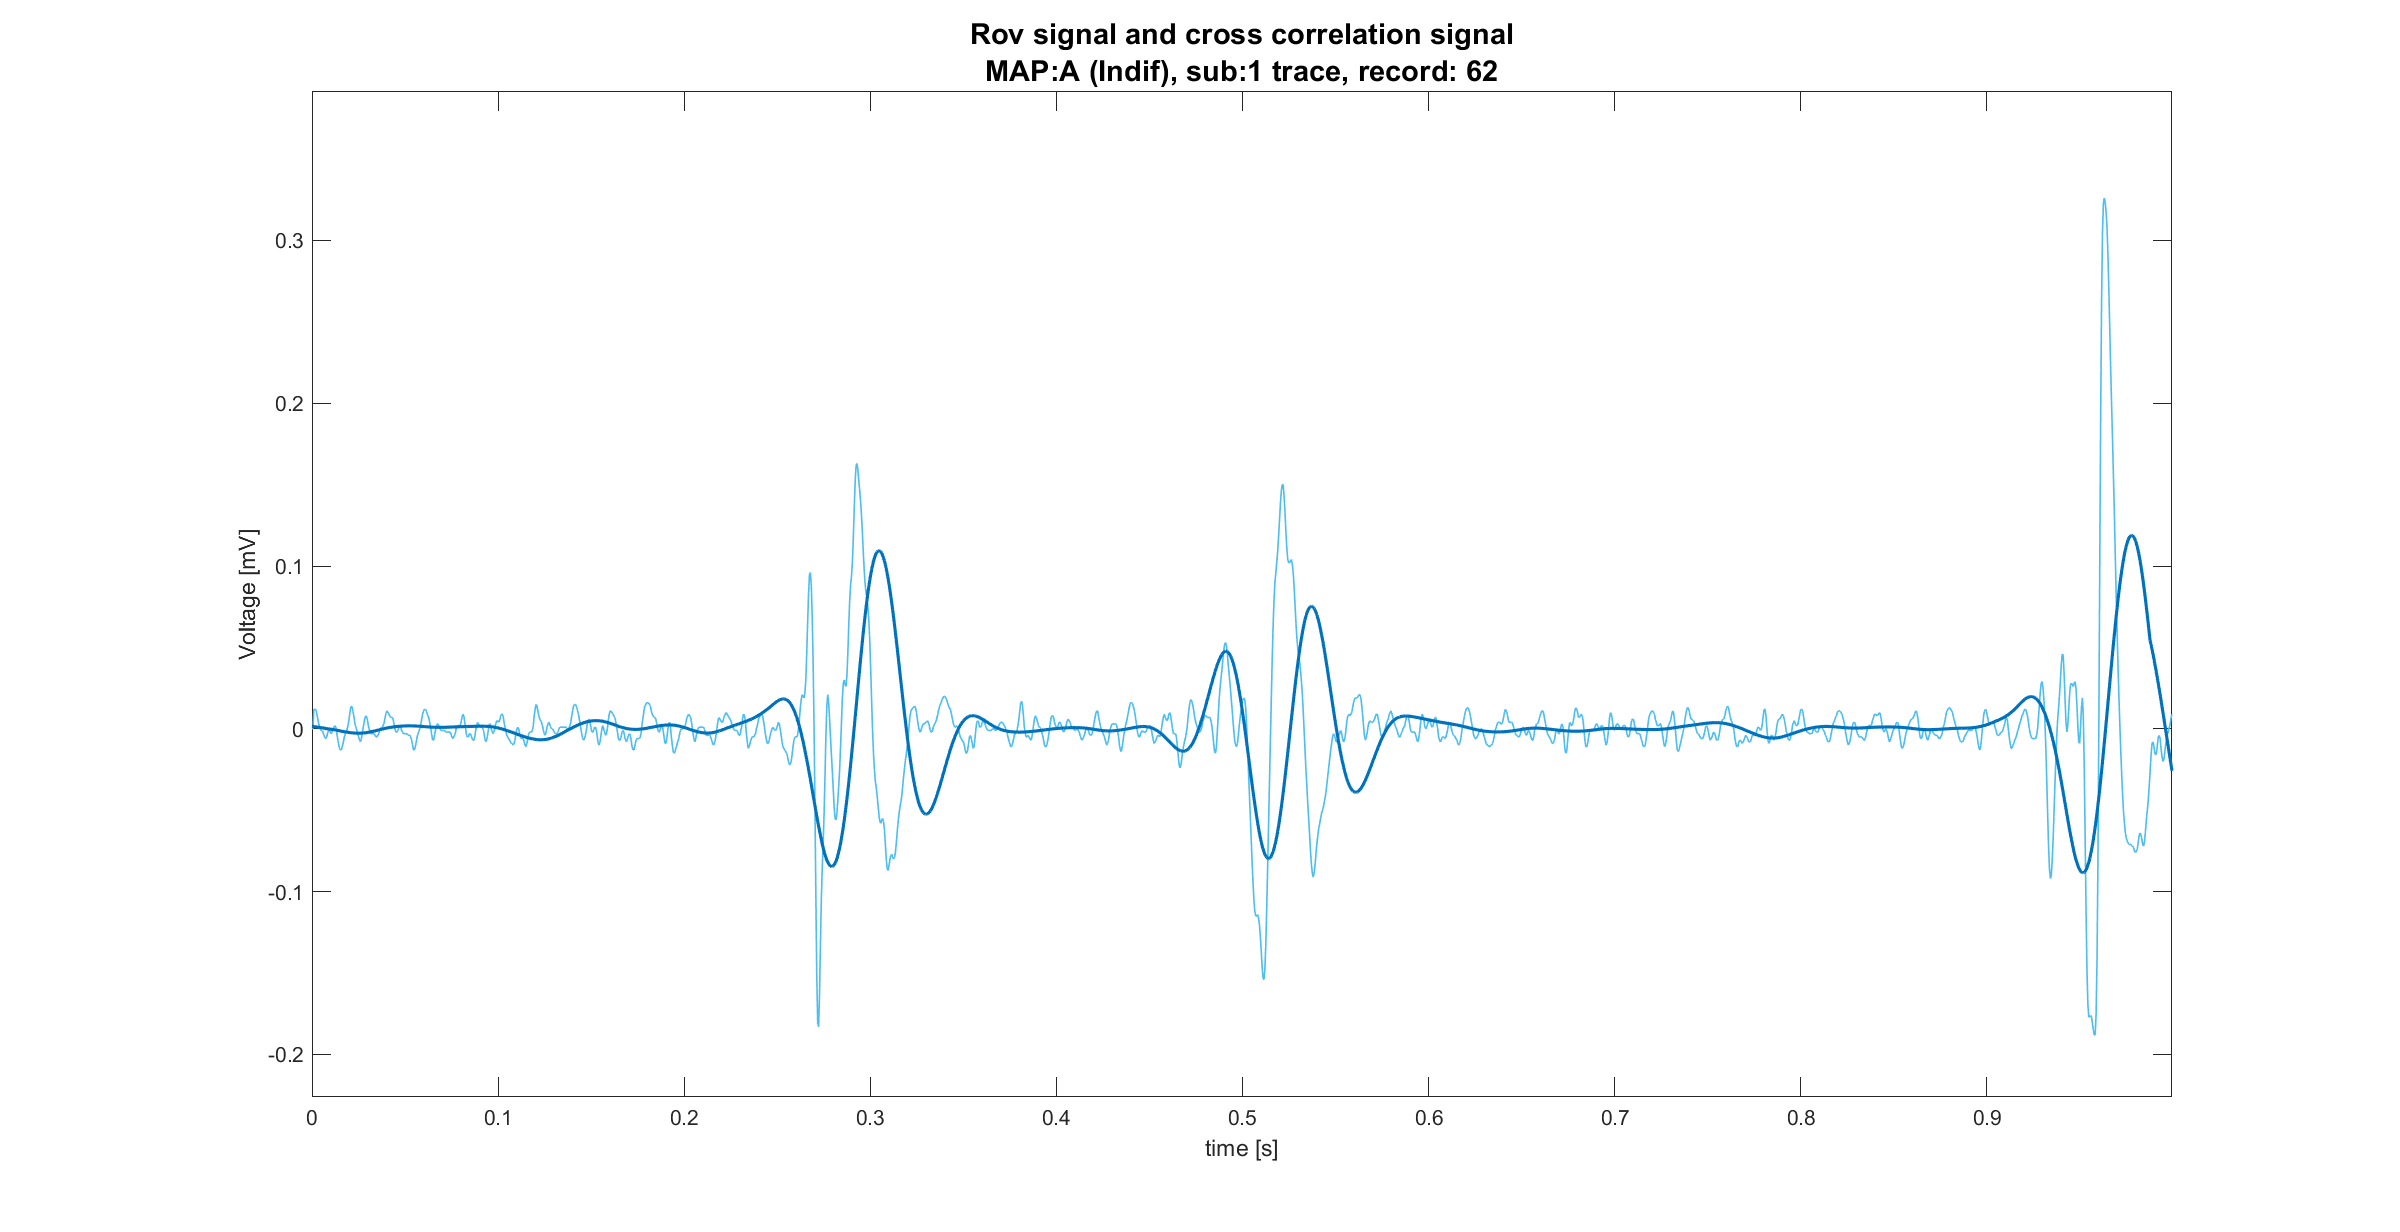 Rov signal and cross correlation signal
MAP:A (Indif), sub:1 trace, record: 62
Voltage [mV]
0.3
0.2
0.1
0
-0.1
-0.2
0 0.1 0.2 0.3 0.4 0.5 0.6 0.7 0.8 0.9
time [s]